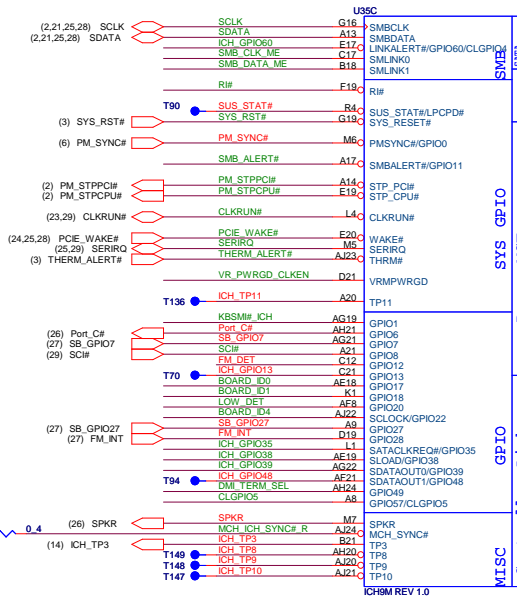 U35C
(2,21,25,28) SCLK SCLK G16 SMBCLK
(2,21,25,28) SDATA SDATA A13 SMBDATA
ICH_GPIO60 E17 LINKALERT#/GPIO60/CLGPIO4
SMB_CLK_ME C17 SMLINK0
SMB_DATA_ME B18 SMLINK1
SMB
RI# F19 RI#
T90 SUS_STAT# R4 SUS_STAT#/LPCPD#
(3) SYS_RST# SYS_RST# G19 SYS_RESET#
(6) PM_SYNC# PM_SYNC# M6 PMSYNC#/GPIO0
SMB_ALERT# A17 SMBALERT#/GPIO11
(2) PM_STPPCI# PM_STPPCI# A14 STP_PCI#
(2) PM_STPCPU# PM_STPCPU# E19 STP_CPU#
(23,29) CLKRUN# CLKRUN# L4 CLKRUN#
SYS GPIO
(24,25,28) PCIE_WAKE# PCIE_WAKE# E20 WAKE#
(25,29) SERIRQ SERIRQ M5 SERIRQ
(3) THERM_ALERT# THERM_ALERT# AJ23 THRM#
VR_PWRGD_CLKEN D21 VRMPWRGD
T136 ICH_TP11 A20 TP11
KBSMI#_ICH AG19 GPIO1
(26) Port_C# Port_C# AH21 GPIO6
(27) SB_GPIO7 SB_GPIO7 AG21 GPIO7
(29) SCI# SCI# A21 GPIO8
FM_DET C12 GPIO12
T70 ICH_GPIO13 C21 GPIO13
BOARD_ID0 AE18 GPIO17
BOARD_ID1 K1 GPIO18
LOW_DET AF8 GPIO20
BOARD_ID4 AJ22 SCLOCK/GPIO22
(27) SB_GPIO27 SB_GPIO27 A9 GPIO27
(27) FM_INT FM_INT D19 GPIO28
ICH_GPIO35 L1 SATACLKREQ#/GPIO35
ICH_GPIO38 AE19 SLOAD/GPIO38
ICH_GPIO39 AG22 SDATAOUT0/GPIO39
T94 ICH_GPIO48 AF21 SDATAOUT1/GPIO48
DMI_TERM_SEL AH24 GPIO49
CLGPIO5 A8 GPIO57/CLGPIO5
GPIO
(26) SPKR SPKR M7 SPKR
0_4 MCH_ICH_SYNC#_R AJ24 MCH_SYNC#
(14) ICH_TP3 ICH_TP3 B21 TP3
T149 ICH_TP8 AH20 TP8
T148 ICH_TP9 AJ20 TP9
T147 ICH_TP10 AJ21 TP10
MISC
ICH9M REV 1.0